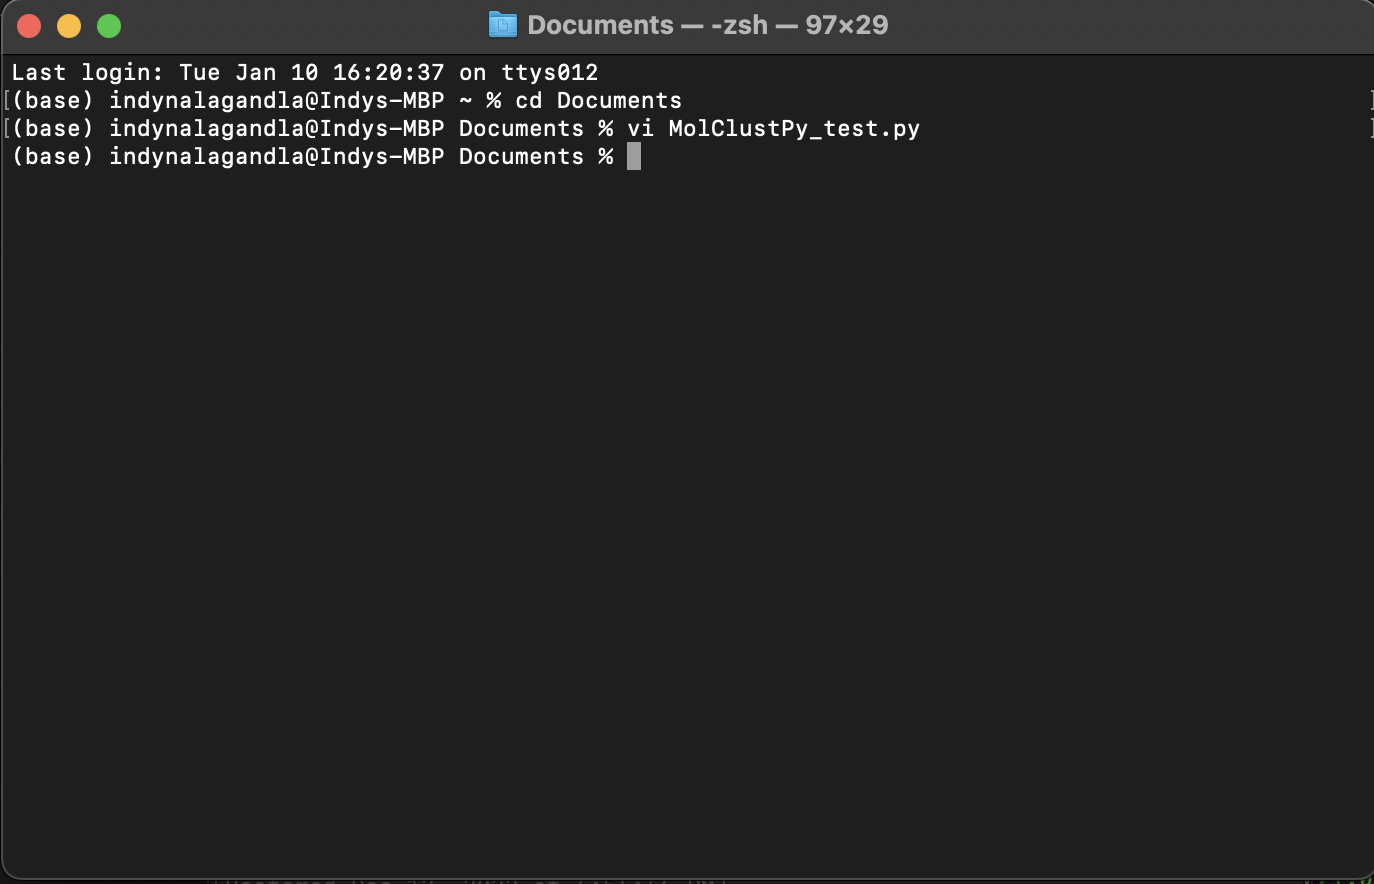 Documents — -zsh — 97×29
Last login: Tue Jan 10 16:20:37 on ttys012
[(base) indynalagandla@Indys-MBP ~ % cd Documents ]
[(base) indynalagandla@Indys-MBP Documents % vi MolClustPy_test.py ]
(base) indynalagandla@Indys-MBP Documents %